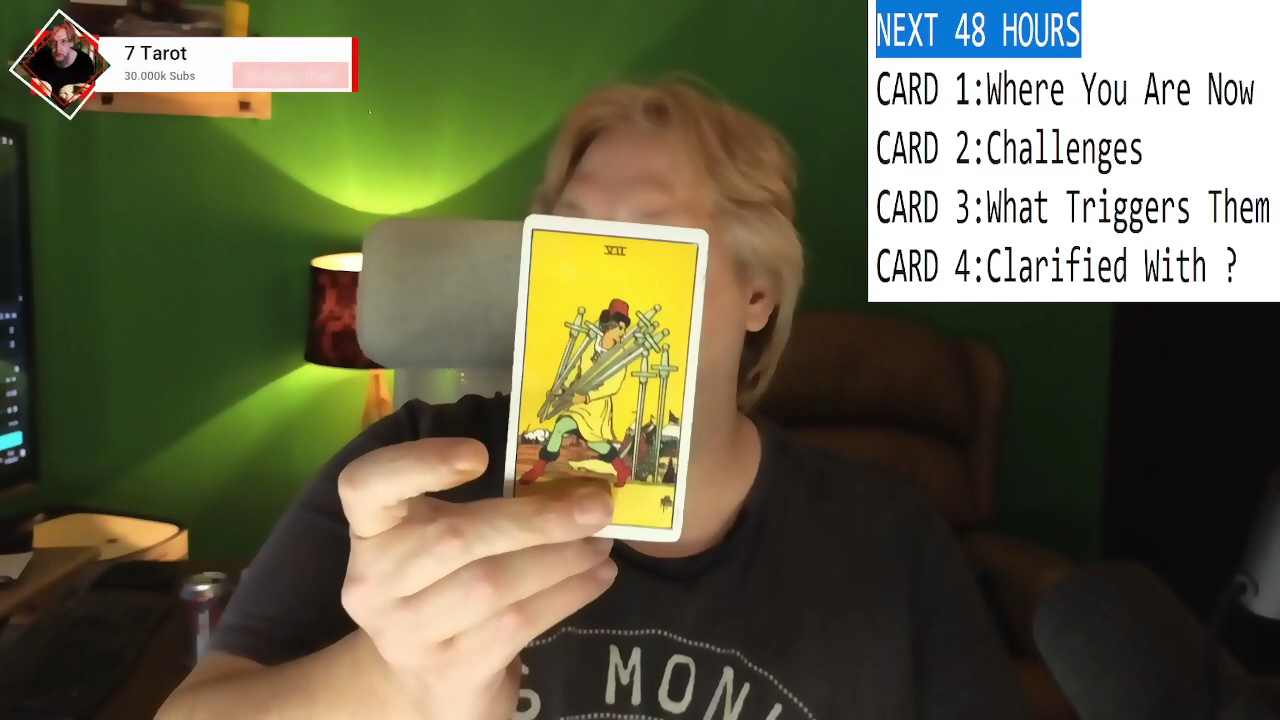 7 Tarot
30.000k Subs
NEXT 48 HOURS
CARD 1:Where You Are Now
CARD 2:Challenges
CARD 3:What Triggers Them
CARD 4:Clarified With ?
VII
S MON